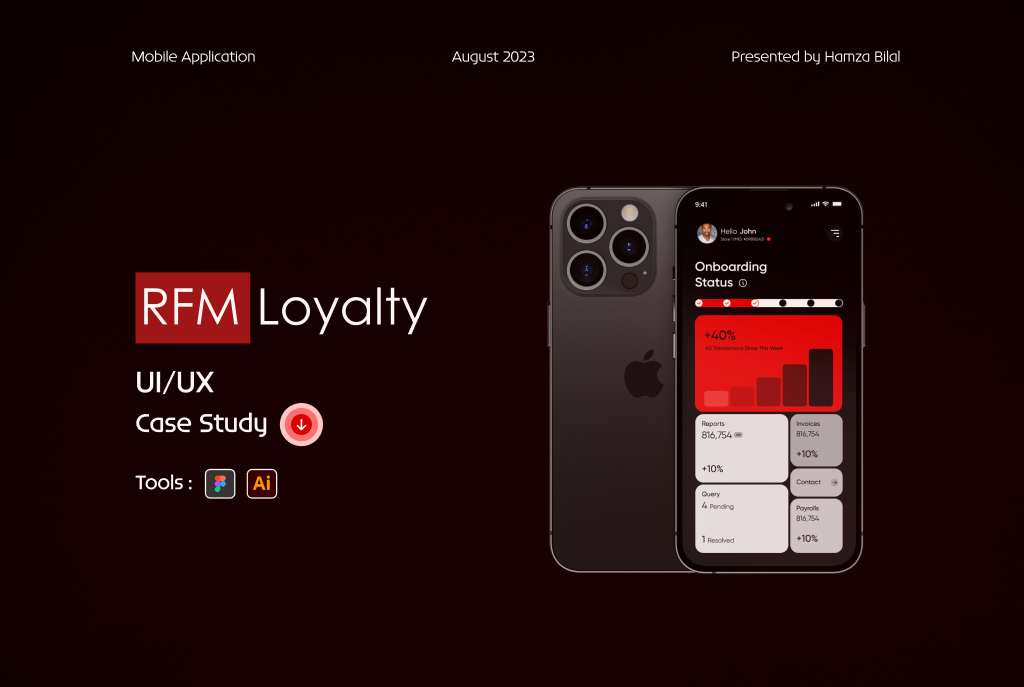 Mobile Application
August 2023
Presented by Hamza Bilal
RFM Loyalty
UI/UX
Case Study
Tools :
Ai
9:41
Hello John
Onboarding
Status
+40%
All Transactions Since This Week
Reports
816,754
+10%
Invoices
816,754
+10%
Contact
Query
4 Pending
1 Resolved
Payrolls
816,754
+10%